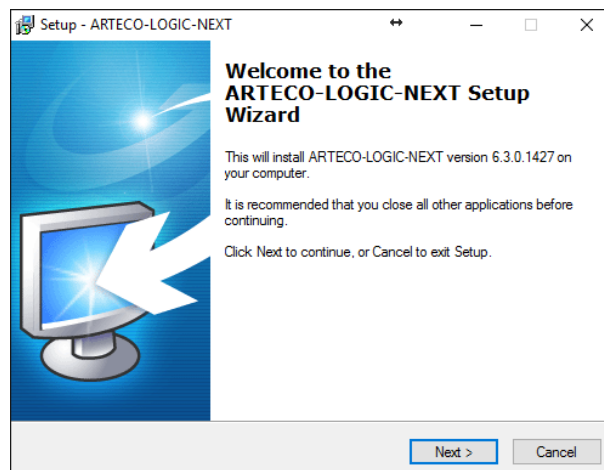 Setup - ARTECO-LOGIC-NEXT
Welcome to the
ARTECO-LOGIC-NEXT Setup
Wizard
This will install ARTECO-LOGIC-NEXT version 6.3.0.1427 on
your computer.
It is recommended that you close all other applications before
continuing.
Click Next to continue, or Cancel to exit Setup.
Next >
Cancel